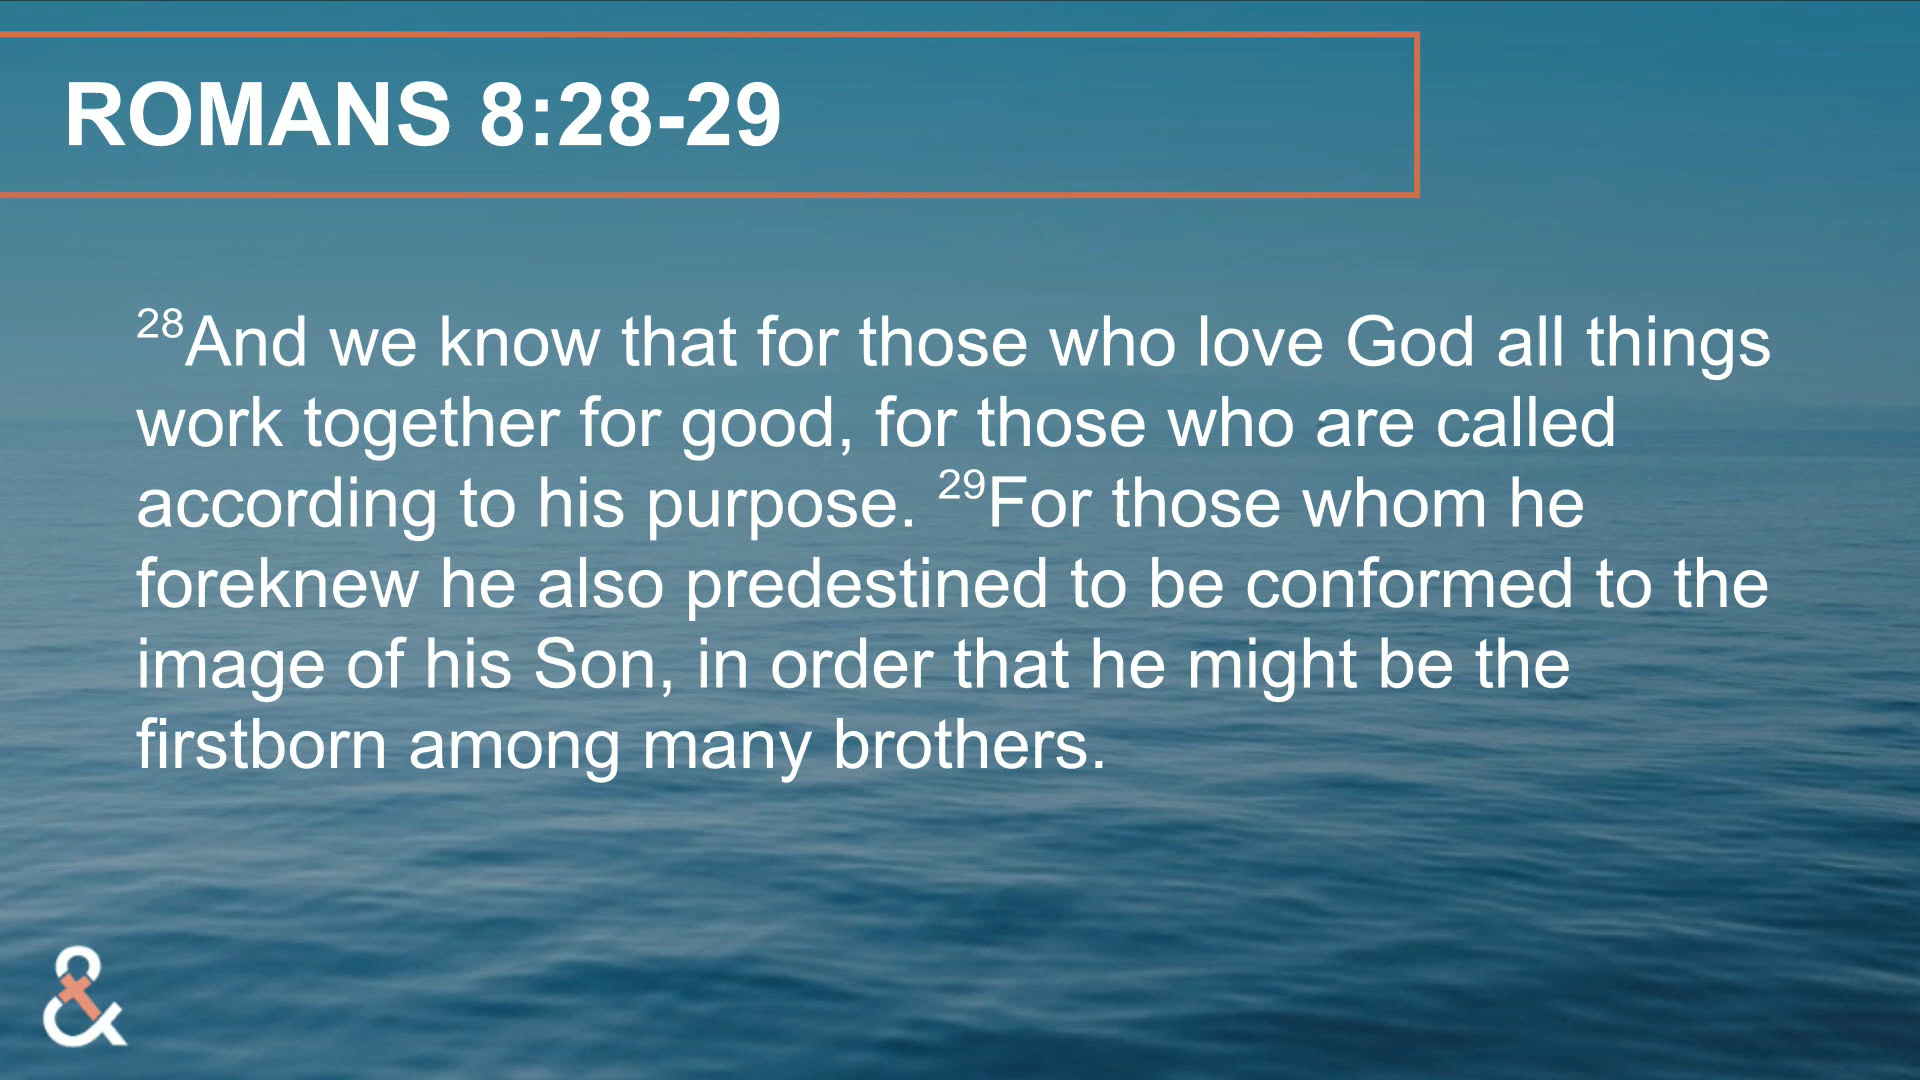 ROMANS 8:28-29
28And we know that for those who love God all things
work together for good, for those who are called
according to his purpose. 29For those whom he
foreknew he also predestined to be conformed to the
image of his Son, in order that he might be the
firstborn among many brothers.
&